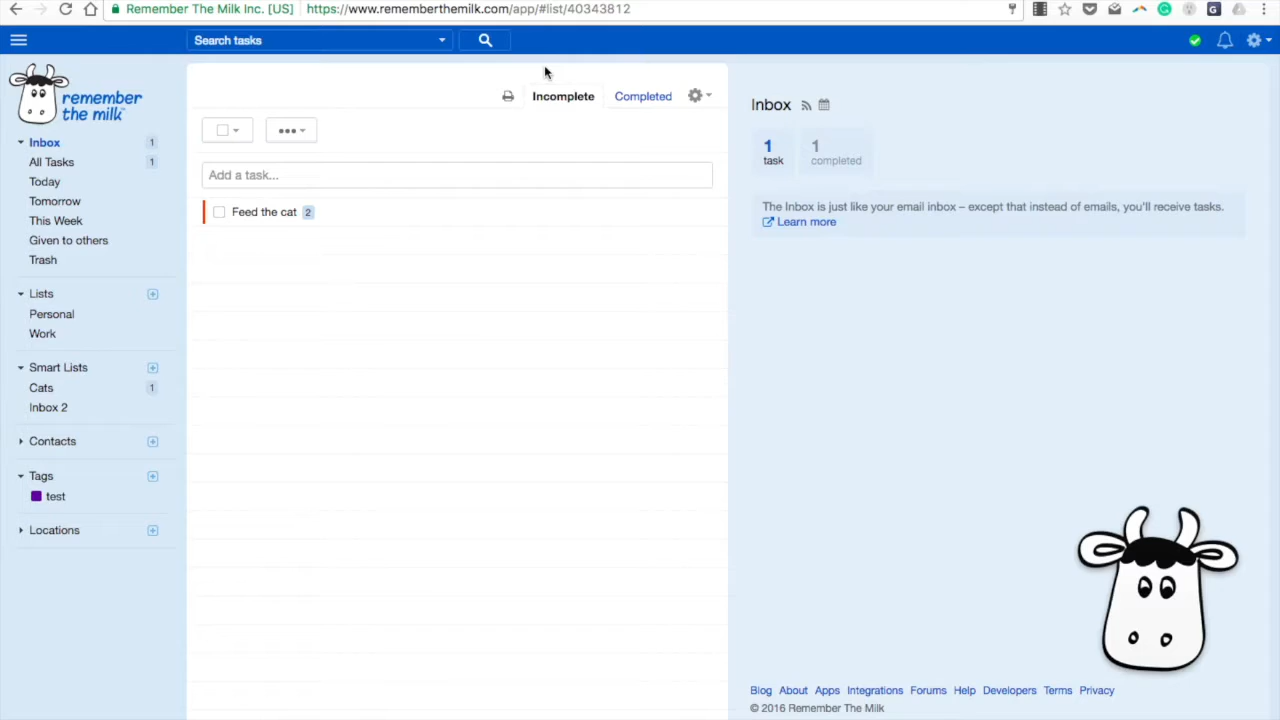 Remember The Milk Inc. [US]
https://www.rememberthemilk.com/app/#list/40343812
G
Search tasks
remember
the milk
Inbox 1
All Tasks 1
Today
Tomorrow
This Week
Given to others
Trash
Lists
Personal
Work
Smart Lists
Cats 1
Inbox 2
Contacts
Tags
test
Locations
Incomplete
Completed
Add a task...
Feed the cat 2
Inbox
1
task
1
completed
The Inbox is just like your email inbox – except that instead of emails, you'll receive tasks.
Learn more
Blog About Apps Integrations Forums Help Developers Terms Privacy
© 2016 Remember The Milk